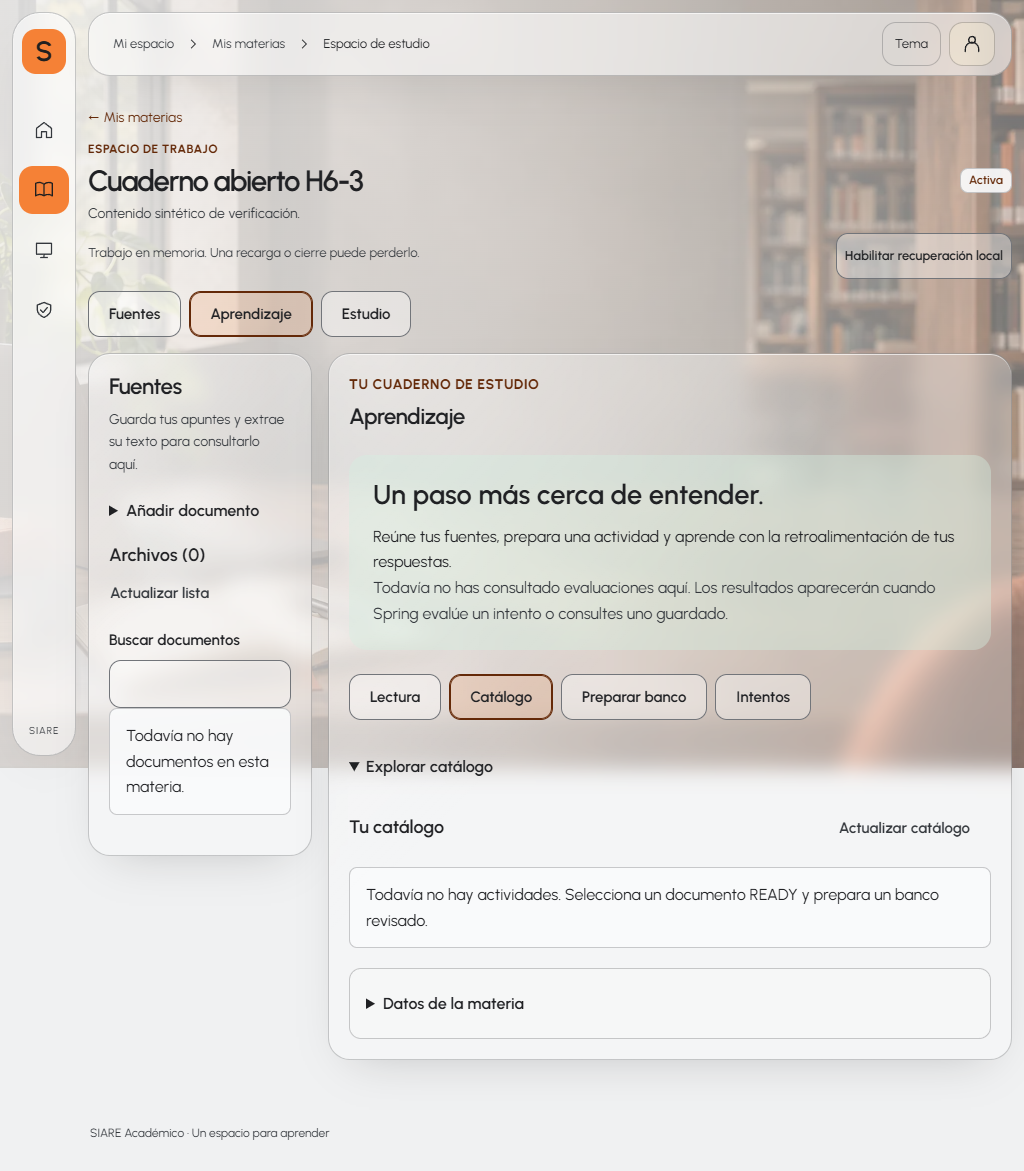 S
Mi espacio > Mis materias > Espacio de estudio
Tema
← Mis materias
ESPACIO DE TRABAJO
Cuaderno abierto H6-3
Activa
Contenido sintético de verificación.
Trabajo en memoria. Una recarga o cierre puede perderlo.
Habilitar recuperación local
Fuentes
Aprendizaje
Estudio
Fuentes
Guarda tus apuntes y extrae
su texto para consultarlo
aquí.
Añadir documento
Archivos (0)
Actualizar lista
Buscar documentos
Todavía no hay
documentos en esta
materia.
SIARE
TU CUADERNO DE ESTUDIO
Aprendizaje
Un paso más cerca de entender.
Reúne tus fuentes, prepara una actividad y aprende con la retroalimentación de tus
respuestas.
Todavía no has consultado evaluaciones aquí. Los resultados aparecerán cuando
Spring evalúe un intento o consultes uno guardado.
Lectura
Catálogo
Preparar banco
Intentos
Explorar catálogo
Tu catálogo
Actualizar catálogo
Todavía no hay actividades. Selecciona un documento READY y prepara un banco
revisado.
Datos de la materia
SIARE Académico · Un espacio para aprender